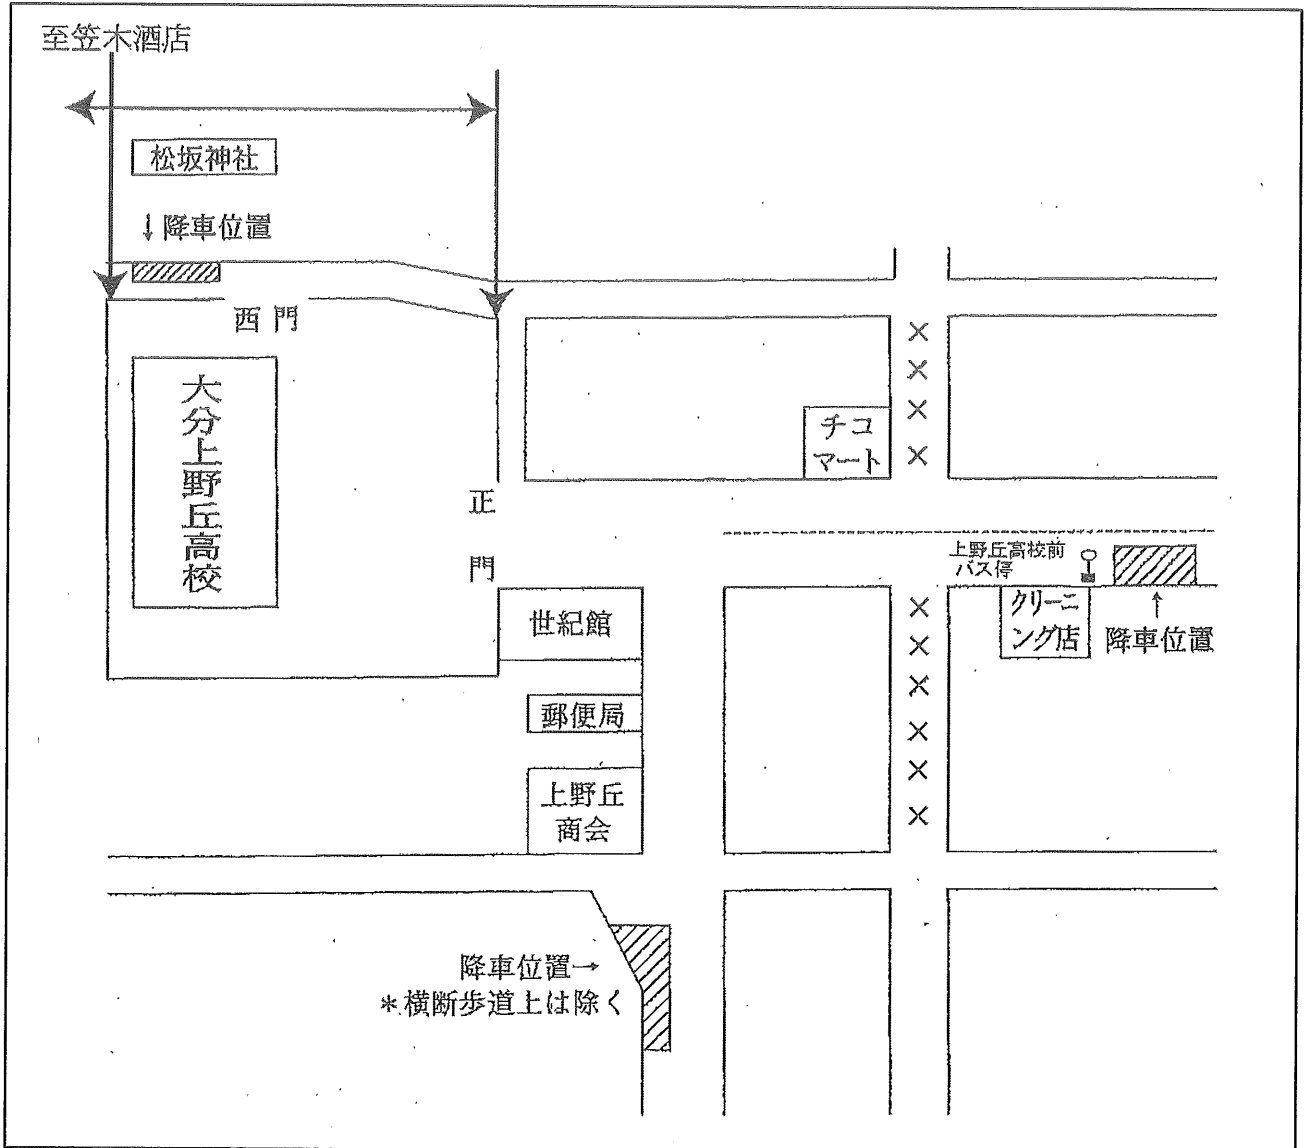 至笠木酒店
松坂神社
↓降車位置
西門
大分上野丘高校
チコ
マート
正門
上野丘高校前
バス停
クリーニ
ング店
↑
降車位置
世紀館
郵便局
上野丘
商会
降車位置→
*横断歩道上は除く